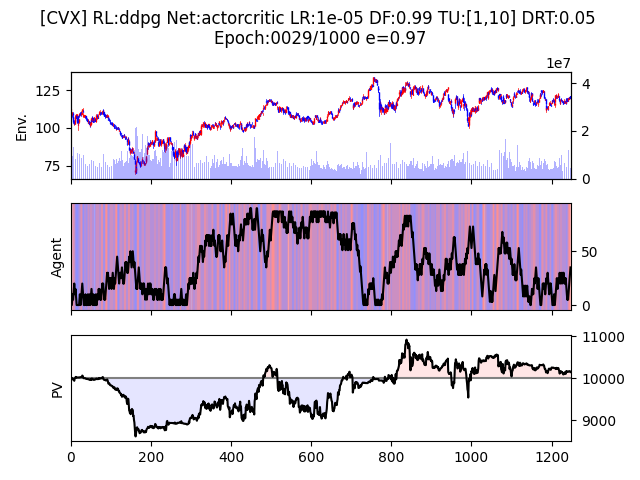 [CVX] RL:ddpg Net:actorcritic LR:1e-05 DF:0.99 TU:[1,10] DRT:0.05
Epoch:0029/1000 e=0.97
1e7
Env.
125
100
75
4
2
0
Agent
50
0
PV
11000
10000
9000
0 200 400 600 800 1000 1200